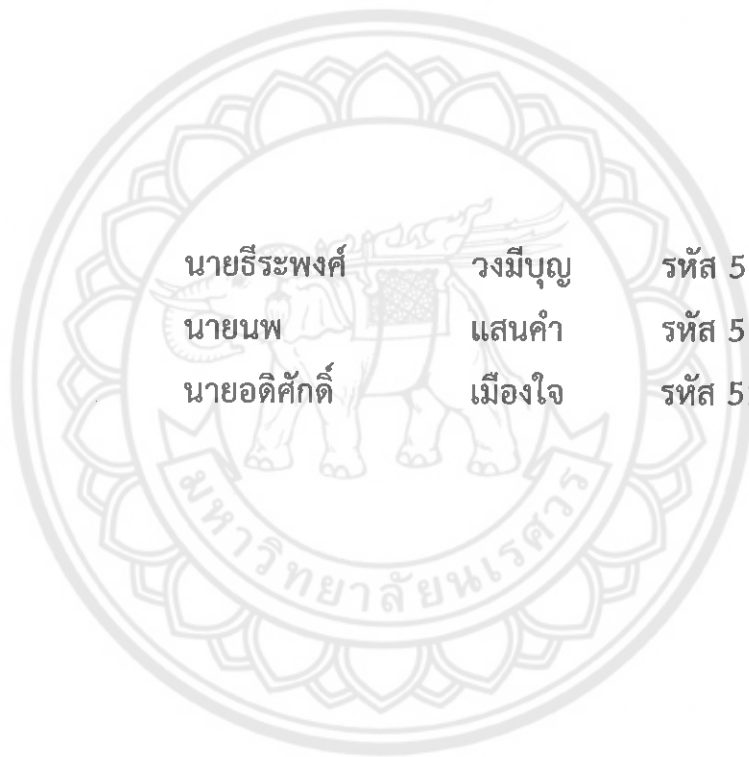 นายธีระพงศ์ วงมีบุญ รหัส 5
นายนพ แสนคำ รหัส 5
นายอดิศักดิ์ เมืองใจ รหัส 5
มหาวิทยาลัยนเรศวร